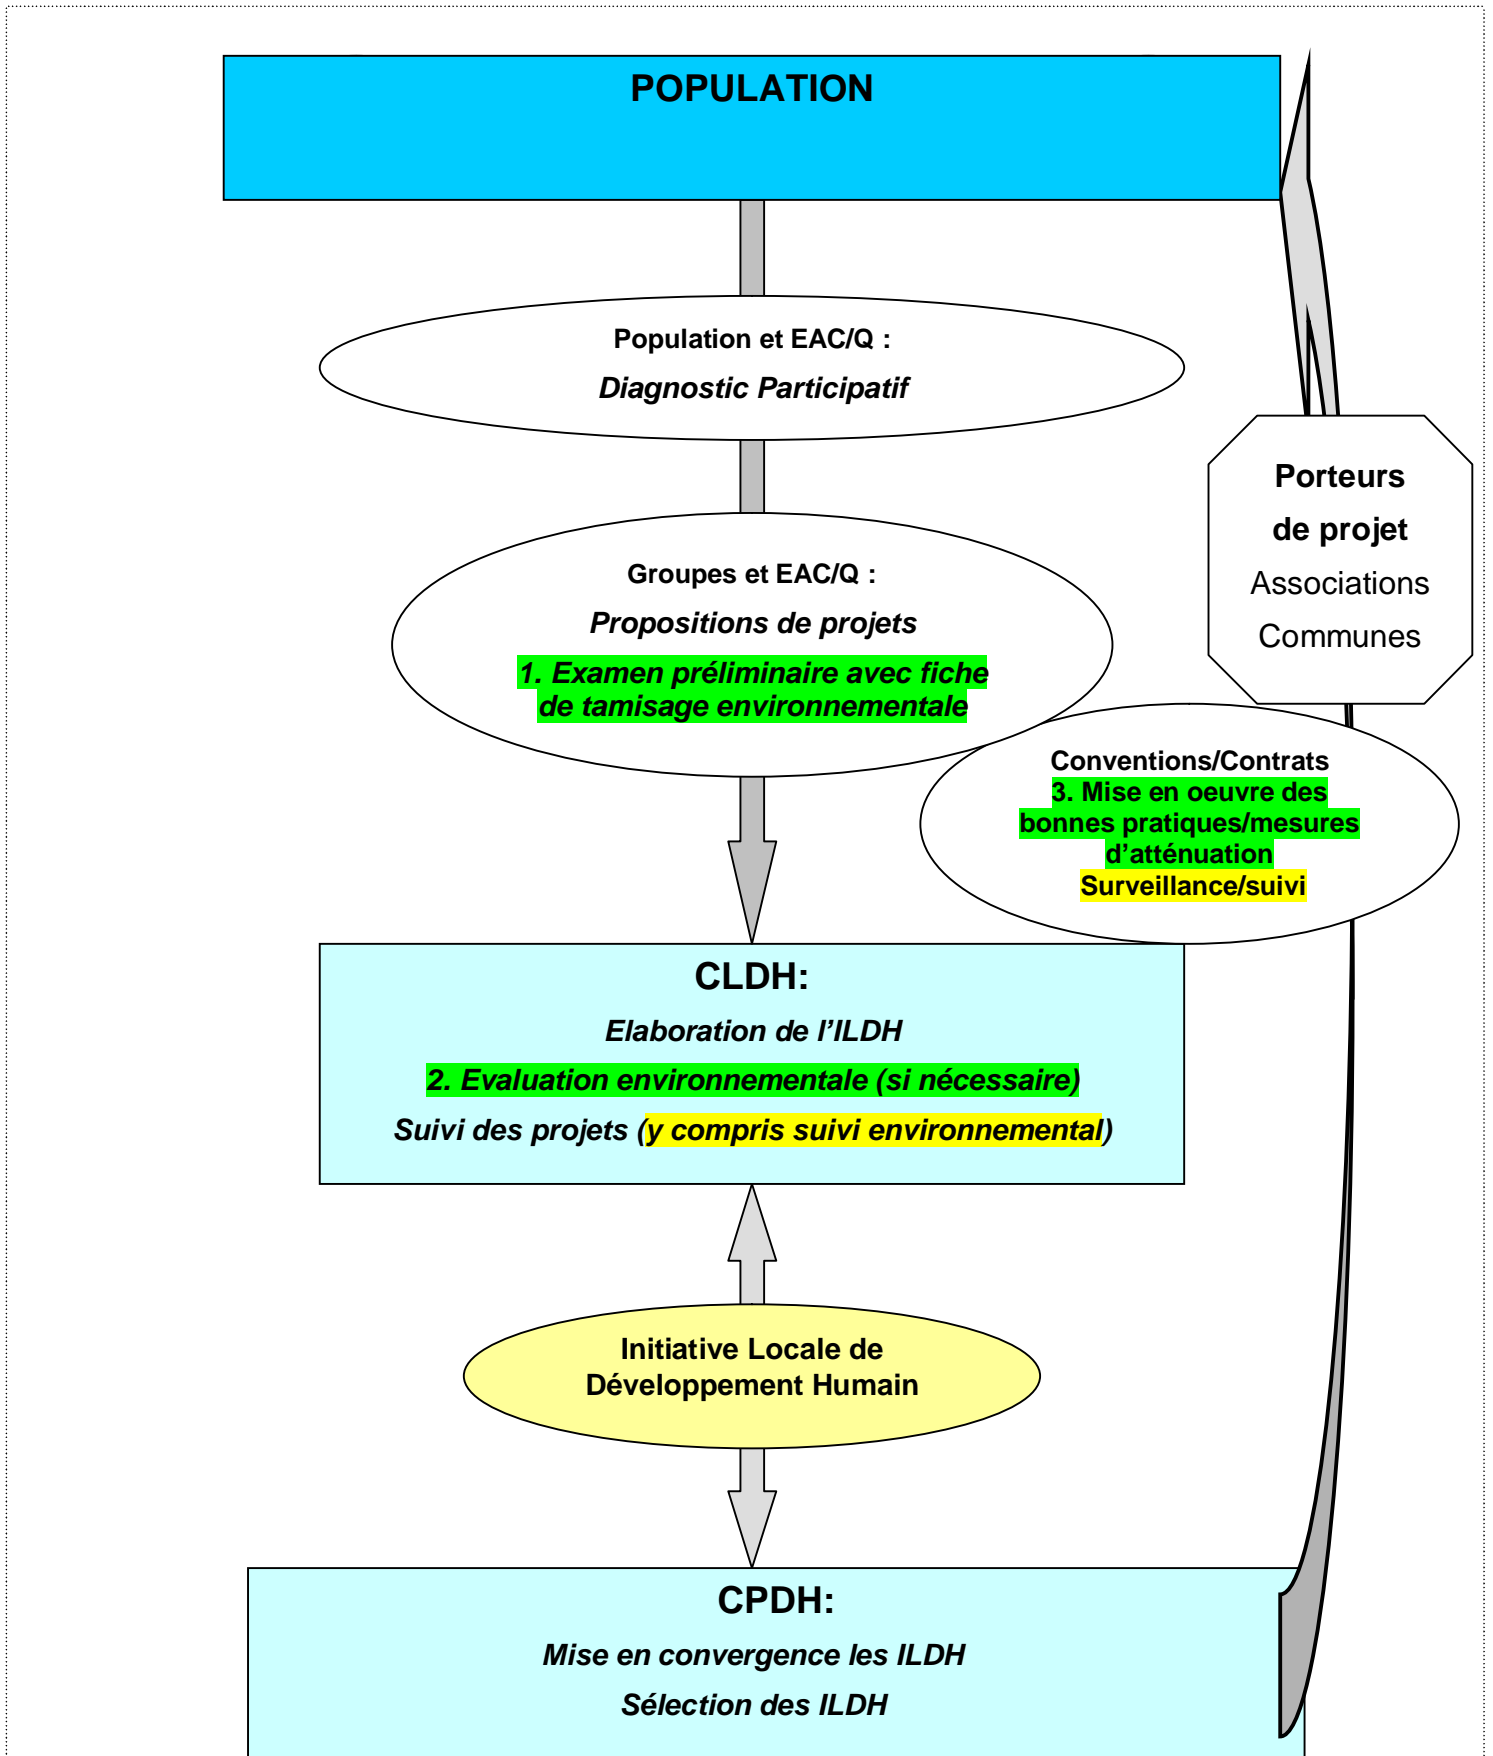 POPULATION
Population et EAC/Q :
Diagnostic Participatif
Groupes et EAC/Q :
Propositions de projets
1. Examen préliminaire avec fiche
de tamisage environnementale
Porteurs
de projet
Associations
Communes
Conventions/Contrats
3. Mise en oeuvre des
bonnes pratiques/mesures
d’atténuation
Surveillance/suivi
CLDH:
Elaboration de l’ILDH
2. Evaluation environnementale (si nécessaire)
Suivi des projets (y compris suivi environnemental)
Initiative Locale de
Développement Humain
CPDH:
Mise en convergence les ILDH
Sélection des ILDH